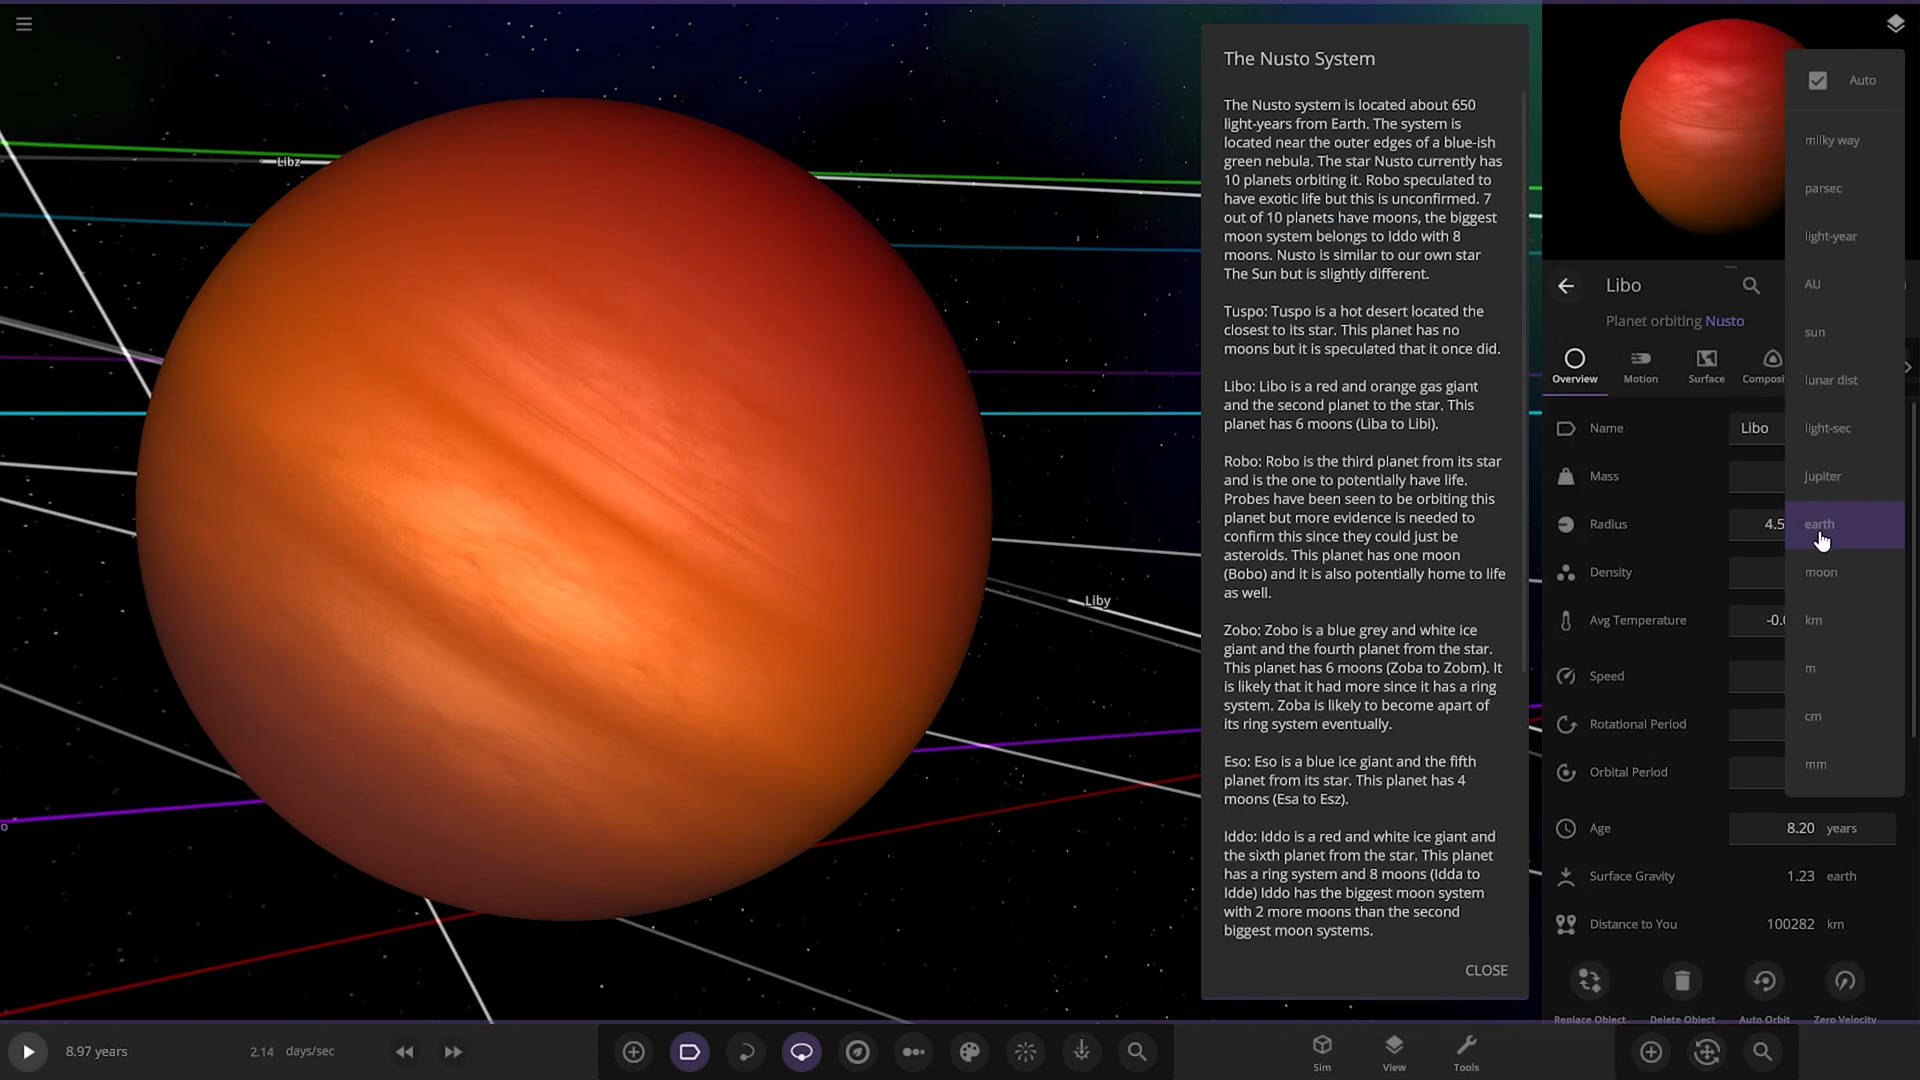 Libz
Liby
The Nusto System
The Nusto system is located about 650
light-years from Earth. The system is
located near the outer edges of a blue-ish
green nebula. The star Nusto currently has
10 planets orbiting it. Robo speculated to
have exotic life but this is unconfirmed. 7
out of 10 planets have moons, the biggest
moon system belongs to Iddo with 8
moons. Nusto is similar to our own star
The Sun but is slightly different.
Tuspo: Tuspo is a hot desert located the
closest to its star. This planet has no
moons but it is speculated that it once did.
Libo: Libo is a red and orange gas giant
and the second planet to the star. This
planet has 6 moons (Liba to Libi).
Robo: Robo is the third planet from its star
and is the one to potentially have life.
Probes have been seen to be orbiting this
planet but more evidence is needed to
confirm this since they could just be
asteroids. This planet has one moon
(Bobo) and it is also potentially home to life
as well.
Zobo: Zobo is a blue grey and white ice
giant and the fourth planet from the star.
This planet has 6 moons (Zoba to Zobm). It
is likely that it had more since it has a ring
system. Zoba is likely to become apart of
its ring system eventually.
Eso: Eso is a blue ice giant and the fifth
planet from its star. This planet has 4
moons (Esa to Esz).
Iddo: Iddo is a red and white ice giant and
the sixth planet from the star. This planet
has a ring system and 8 moons (Idda to
Idde) Iddo has the biggest moon system
with 2 more moons than the second
biggest moon systems.
CLOSE
Libo
Planet orbiting Nusto
Overview Motion Surface Composi
Name Libo
Mass
Radius 4.5
Density
Avg Temperature -0.0
Speed
Rotational Period
Orbital Period
Age 8.20 years
Surface Gravity 1.23 earth
Distance to You 100282 km
Replace Object Delete Object Auto Orbit Zero Velocity
Auto
milky way
parsec
light-year
AU
sun
lunar dist
light-sec
Jupiter
earth
moon
km
m
cm
mm
8.97 years 2.14 days/sec
Sim View Tools